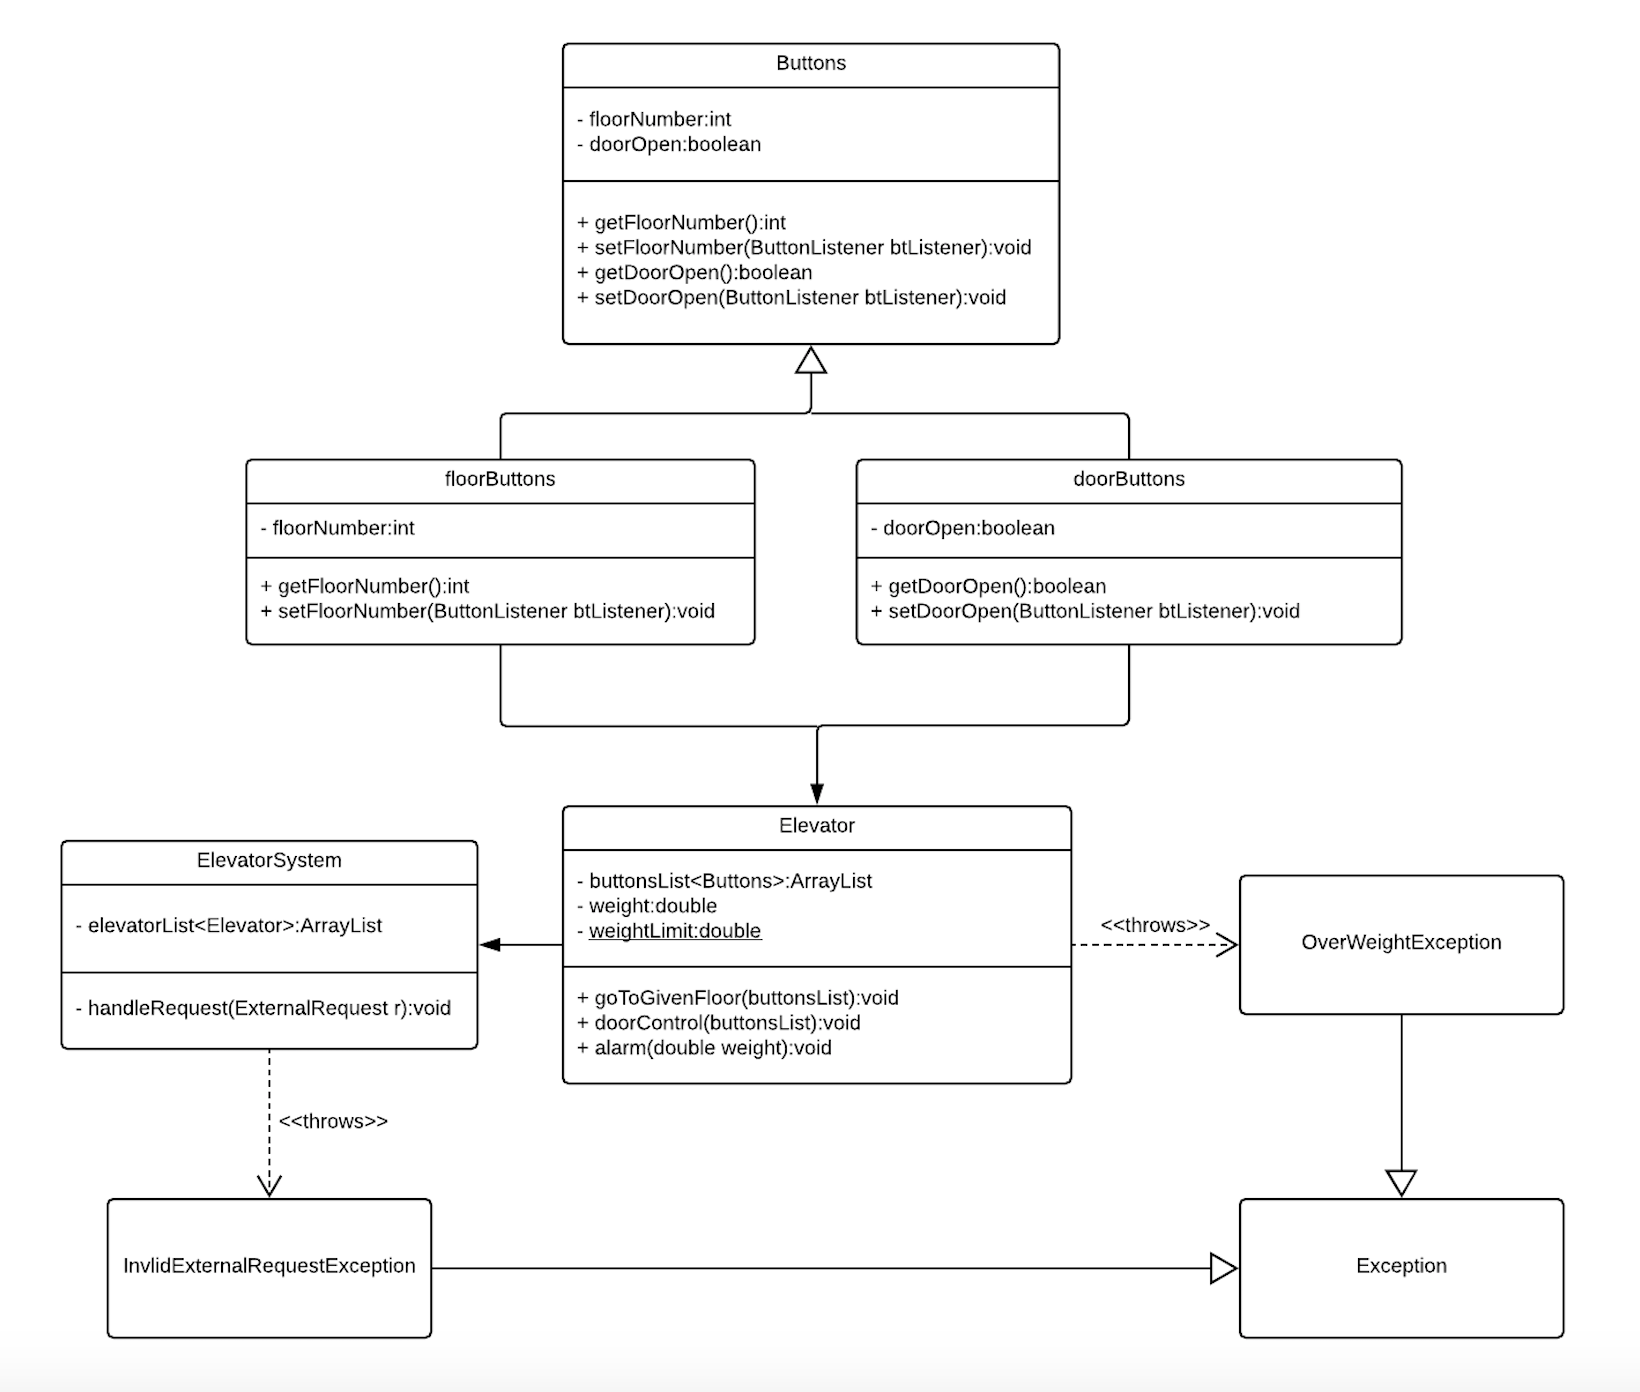 Buttons
- floorNumber:int
- doorOpen:boolean
+ getFloorNumber():int
+ setFloorNumber(ButtonListener btListener):void
+ getDoorOpen():boolean
+ setDoorOpen(ButtonListener btListener):void
floorButtons
- floorNumber:int
+ getFloorNumber():int
+ setFloorNumber(ButtonListener btListener):void
doorButtons
- doorOpen:boolean
+ getDoorOpen():boolean
+ setDoorOpen(ButtonListener btListener):void
ElevatorSystem
- elevatorList<Elevator>:ArrayList
- handleRequest(ExternalRequest r):void
Elevator
- buttonsList<Buttons>:ArrayList
- weight:double
- weightLimit:double
+ goToGivenFloor(buttonsList):void
+ doorControl(buttonsList):void
+ alarm(double weight):void
<<throws>>
OverWeightException
<<throws>>
InvlidExternalRequestException
Exception